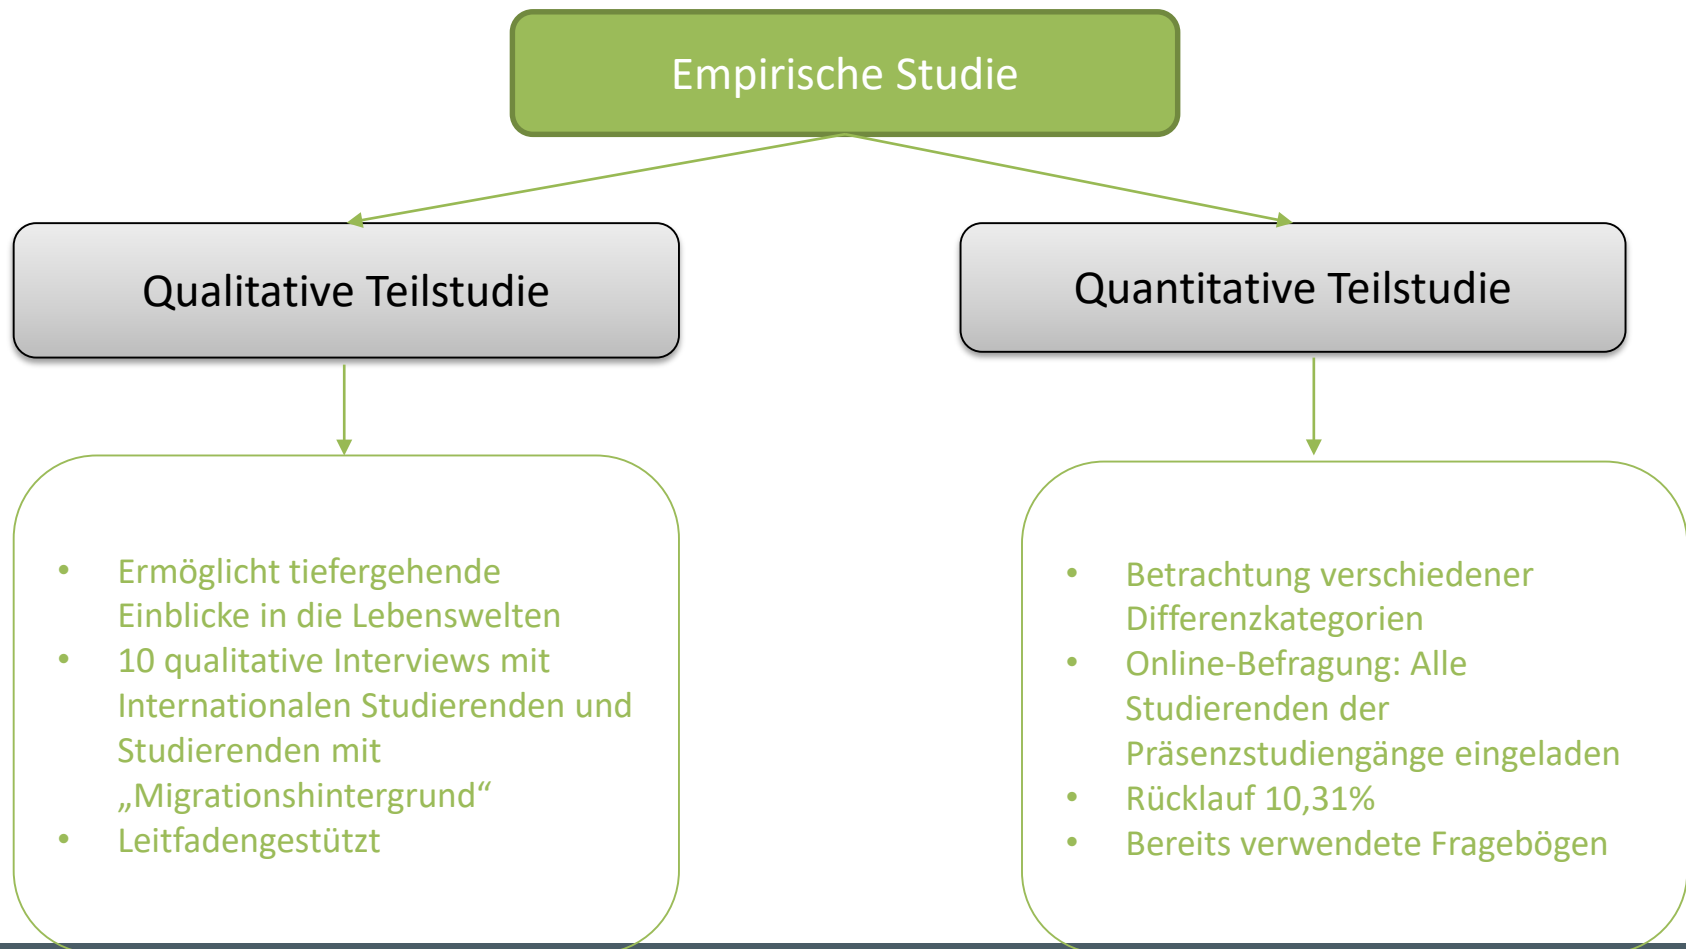 Empirische Studie
Qualitative Teilstudie
Quantitative Teilstudie
• Ermöglicht tiefergehende
Einblicke in die Lebenswelten
• 10 qualitative Interviews mit
Internationalen Studierenden und
Studierenden mit
„Migrationshintergrund“
• Leitfadengestützt
• Betrachtung verschiedener
Differenzkategorien
• Online-Befragung: Alle
Studierenden der
Präsenzstudiengänge eingeladen
• Rücklauf 10,31%
• Bereits verwendete Fragebögen